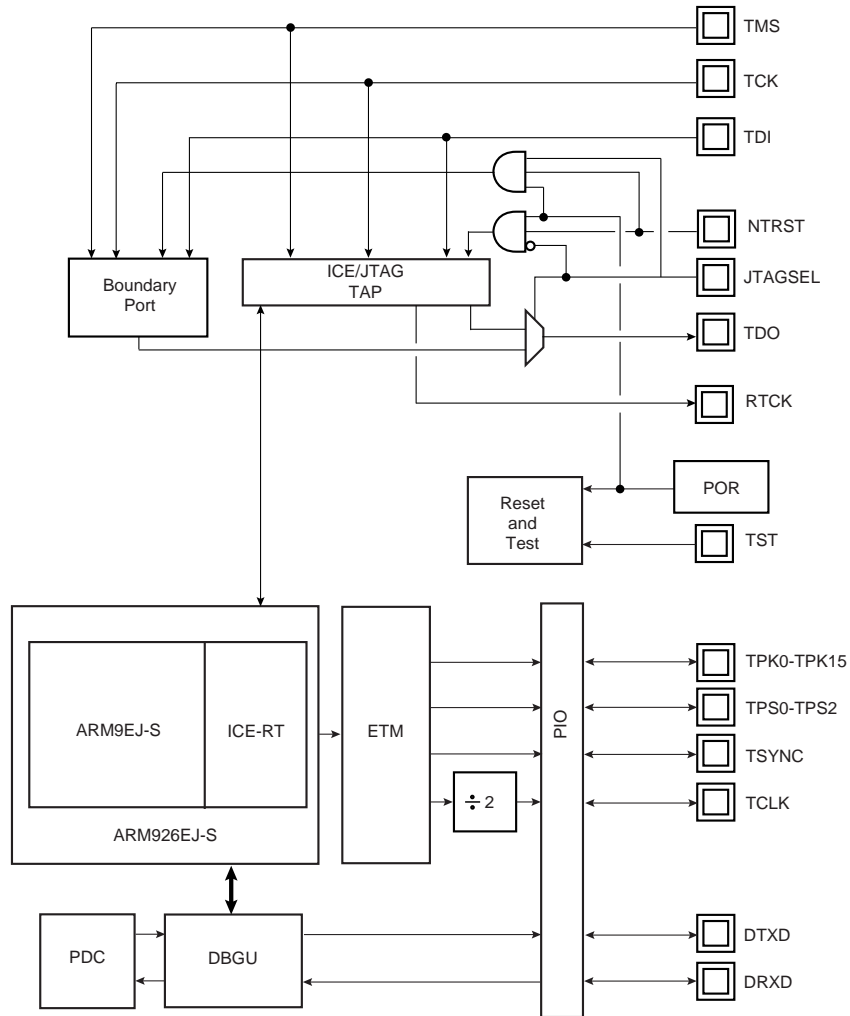 TMS
TCK
TDI
NTRST
Boundary
Port
ICE/JTAG
TAP
JTAGSEL
TDO
RTCK
Reset
and
Test
POR
TST
ARM9EJ-S
ICE-RT
ARM926EJ-S
ETM
÷ 2
PIO
TPK0-TPK15
TPS0-TPS2
TSYNC
TCLK
PDC
DBGU
DTXD
DRXD